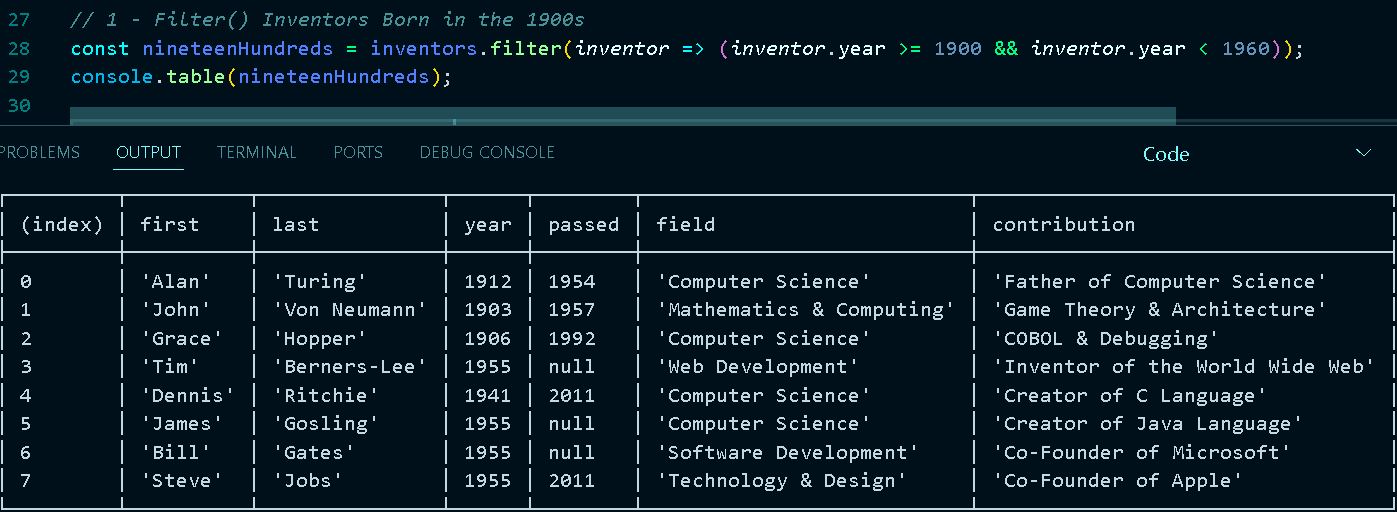 27 // 1 - Filter() Inventors Born in the 1900s
28 const nineteenHundreds = inventors.filter(inventor => (inventor.year >= 1900 && inventor.year < 1960));
29 console.table(nineteenHundreds);
30
PROBLEMS OUTPUT TERMINAL PORTS DEBUG CONSOLE Code
(index) first last year passed field contribution
0 'Alan' 'Turing' 1912 1954 'Computer Science' 'Father of Computer Science'
1 'John' 'Von Neumann' 1903 1957 'Mathematics & Computing' 'Game Theory & Architecture'
2 'Grace' 'Hopper' 1906 1992 'Computer Science' 'COBOL & Debugging'
3 'Tim' 'Berners-Lee' 1955 null 'Web Development' 'Inventor of the World Wide Web'
4 'Dennis' 'Ritchie' 1941 2011 'Computer Science' 'Creator of C Language'
5 'James' 'Gosling' 1955 null 'Computer Science' 'Creator of Java Language'
6 'Bill' 'Gates' 1955 null 'Software Development' 'Co-Founder of Microsoft'
7 'Steve' 'Jobs' 1955 2011 'Technology & Design' 'Co-Founder of Apple'